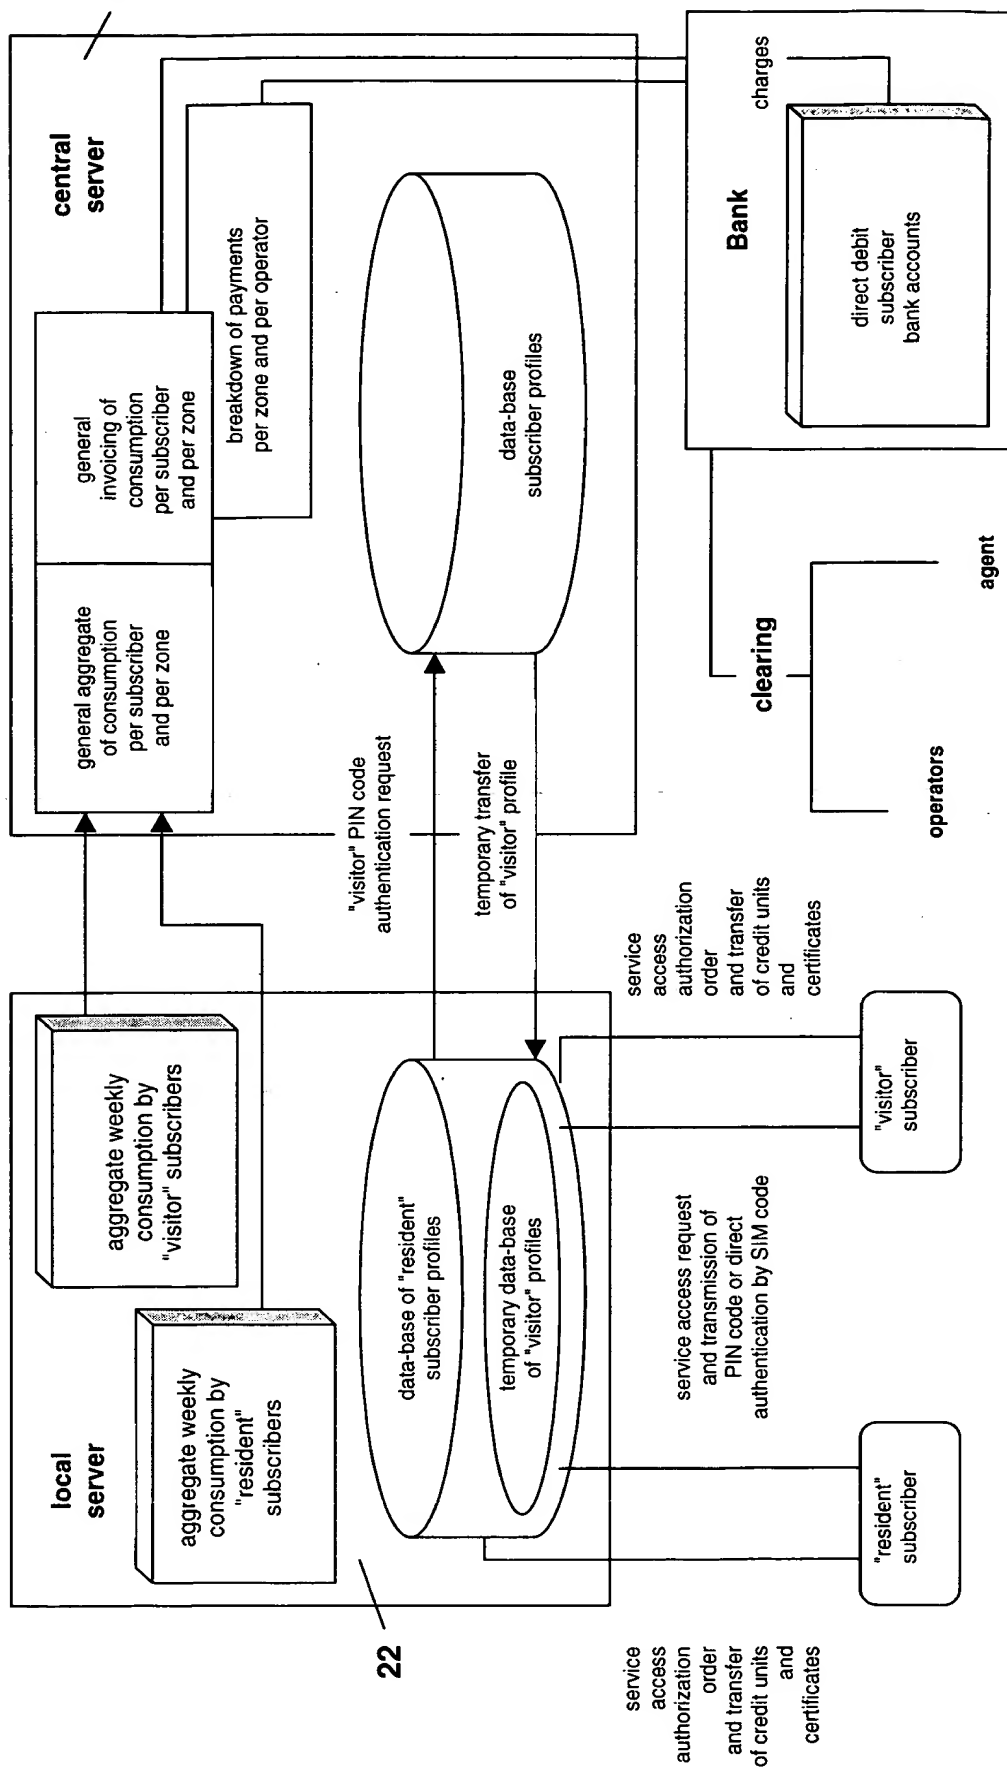 local
server
aggregate weekly
consumption by
"resident"
subscribers
aggregate weekly
consumption by
"visitor" subscribers
22
data-base of "resident"
subscriber profiles
temporary data-base
of "visitor" profiles
service
access
authorization
order
and transfer
of credit units
and
certificates
"resident"
subscriber
service access request
and transmission of
PIN code or direct
authentication by SIM code
"visitor"
subscriber
service
access
authorization
order
and transfer
of credit units
and
certificates
"visitor" PIN code
authentication request
temporary transfer
of "visitor" profile
central
server
general aggregate
of consumption
per subscriber
and per zone
general
invoicing of
consumption
per subscriber
and per zone
breakdown of payments
per zone and per operator
data-base
subscriber profiles
clearing
operators
agent
Bank
charges
direct debit
subscriber
bank accounts